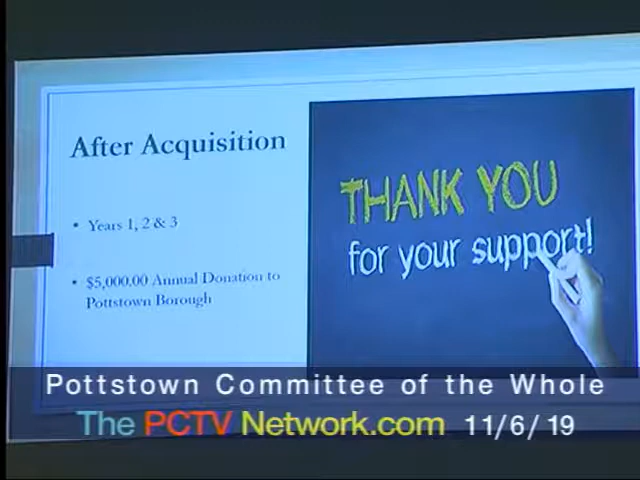 After Acquisition
• Years 1, 2 & 3
• $5,000.00 Annual Donation to
Pottstown Borough
THANK YOU
for your support!
Pottstown Committee of the Whole
The PCTV Network.com 11/6/19